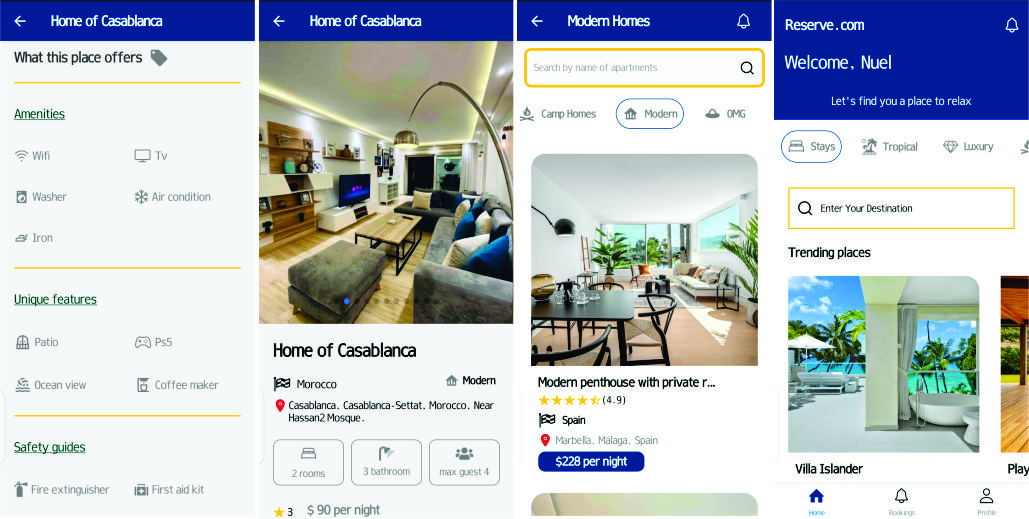 Home of Casablanca
What this place offers
Amenities
Wifi
Tv
Washer
Air condition
Iron
Unique features
Patio
Ps5
Ocean view
Coffee maker
Safety guides
Fire extinguisher
First aid kit
Home of Casablanca
Home of Casablanca
Morocco
Modern
Casablanca, Casablanca-Settat, Morocco, Near
Hassan2 Mosque.
2 rooms
3 bathroom
max guest 4
3
$ 90 per night
Modern Homes
Search by name of apartments
Camp Homes
Modern
OMG
Modern penthouse with private r...
(4.9)
Spain
Marbella, Málaga, Spain
$228 per night
Reserve.com
Welcome, Nuel
Let's find you a place to relax
Stays
Tropical
Luxury
Enter Your Destination
Trending places
Villa Islander
Play
Home
Bookings
Profile